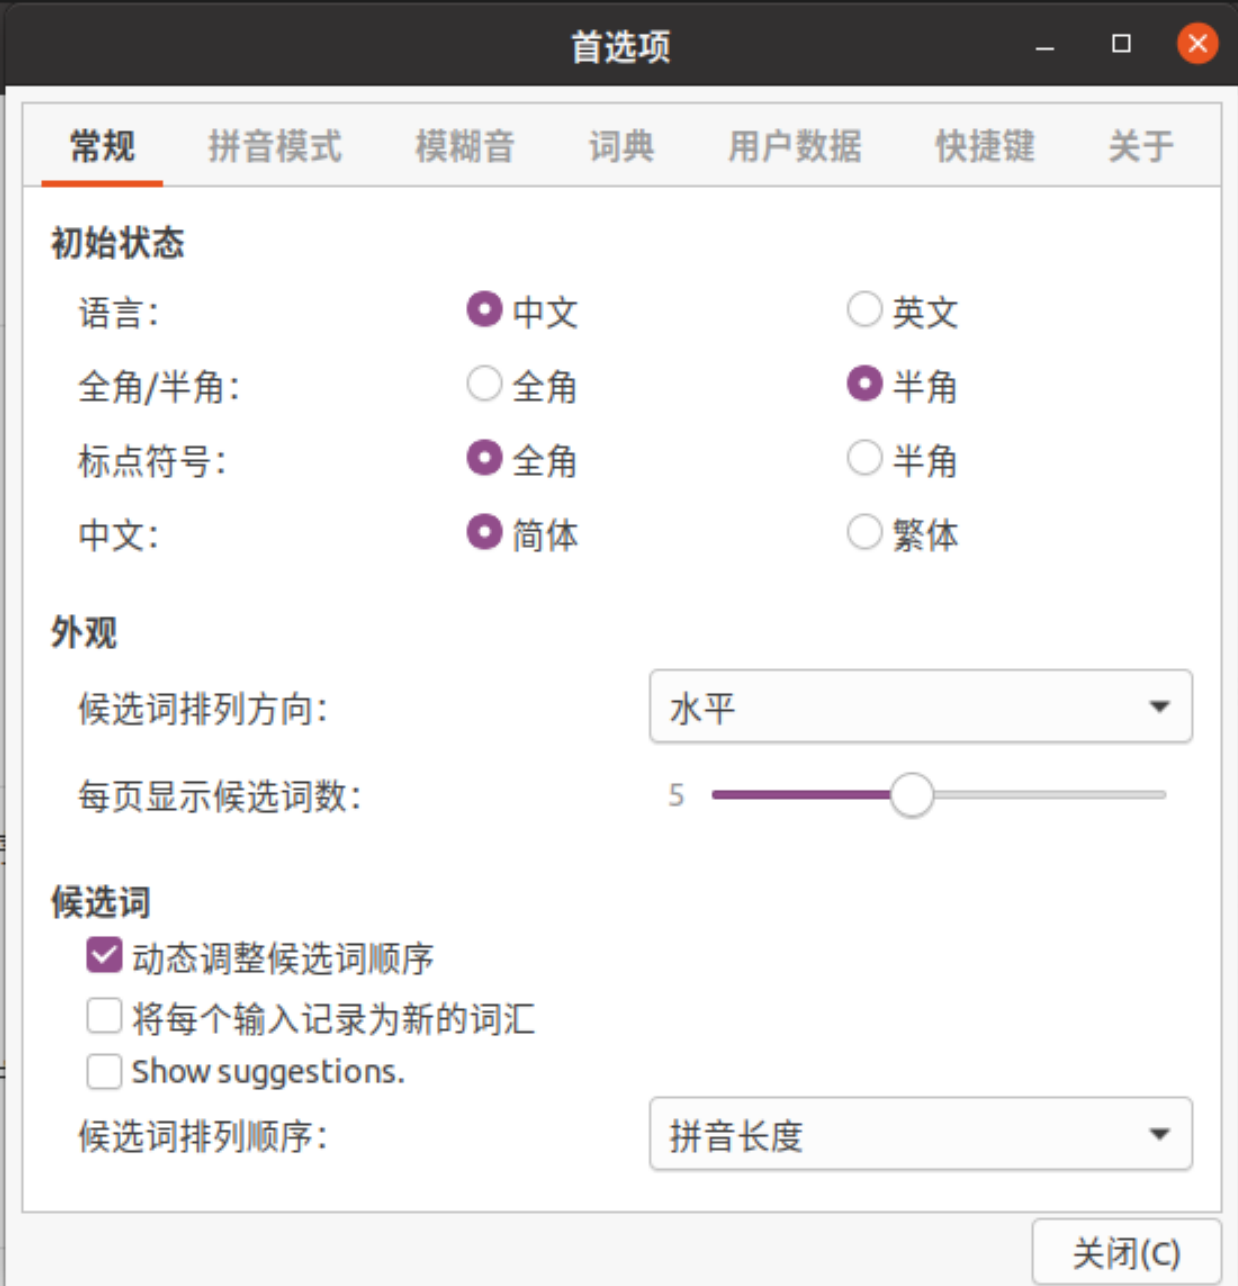 首选项
常规 拼音模式 模糊音 词典 用户数据 快捷键 关于
初始状态
语言： 中文 英文
全角/半角： 全角 半角
标点符号： 全角 半角
中文： 简体 繁体
外观
候选词排列方向： 水平
每页显示候选词数： 5
候选词
动态调整候选词顺序
将每个输入记录为新的词汇
Show suggestions.
候选词排列顺序： 拼音长度
关闭(C)